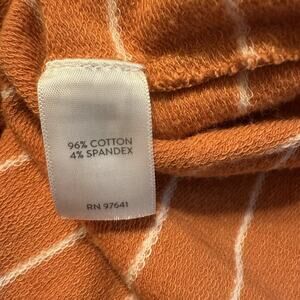 96% COTTON
4% SPANDEX
RN 97641